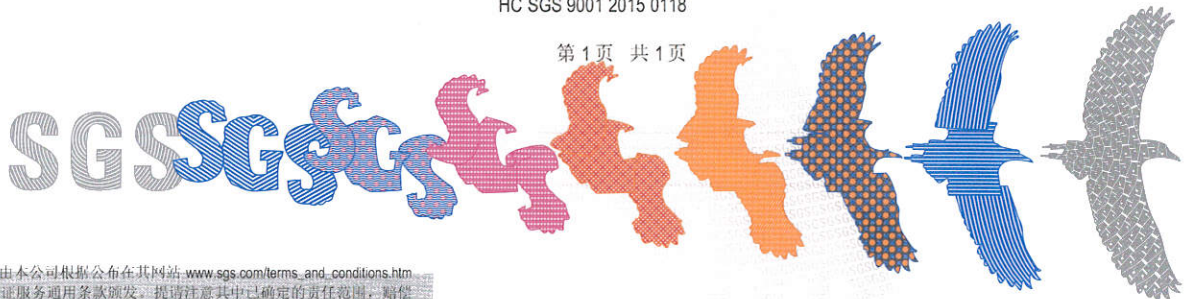 HC SGS 9001 2015 0118
第1页 共1页
SGS SGS SGS
由本公司根据公布在其网站 www.sgs.com/terms_and_conditions.htm
证服务通用条款颁发。提请注意其中已确定的责任范围，赔偿